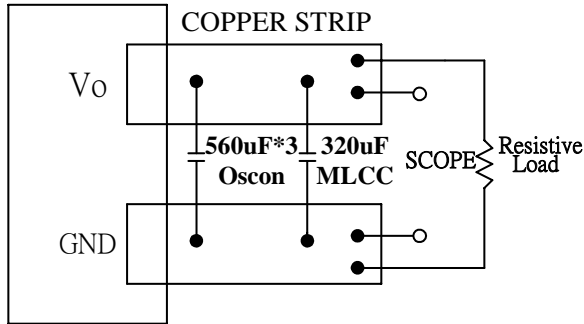 COPPER STRIP
Vo
560uF*3 320uF
Oscon MLCC
SCOPE
Resistive
Load
GND